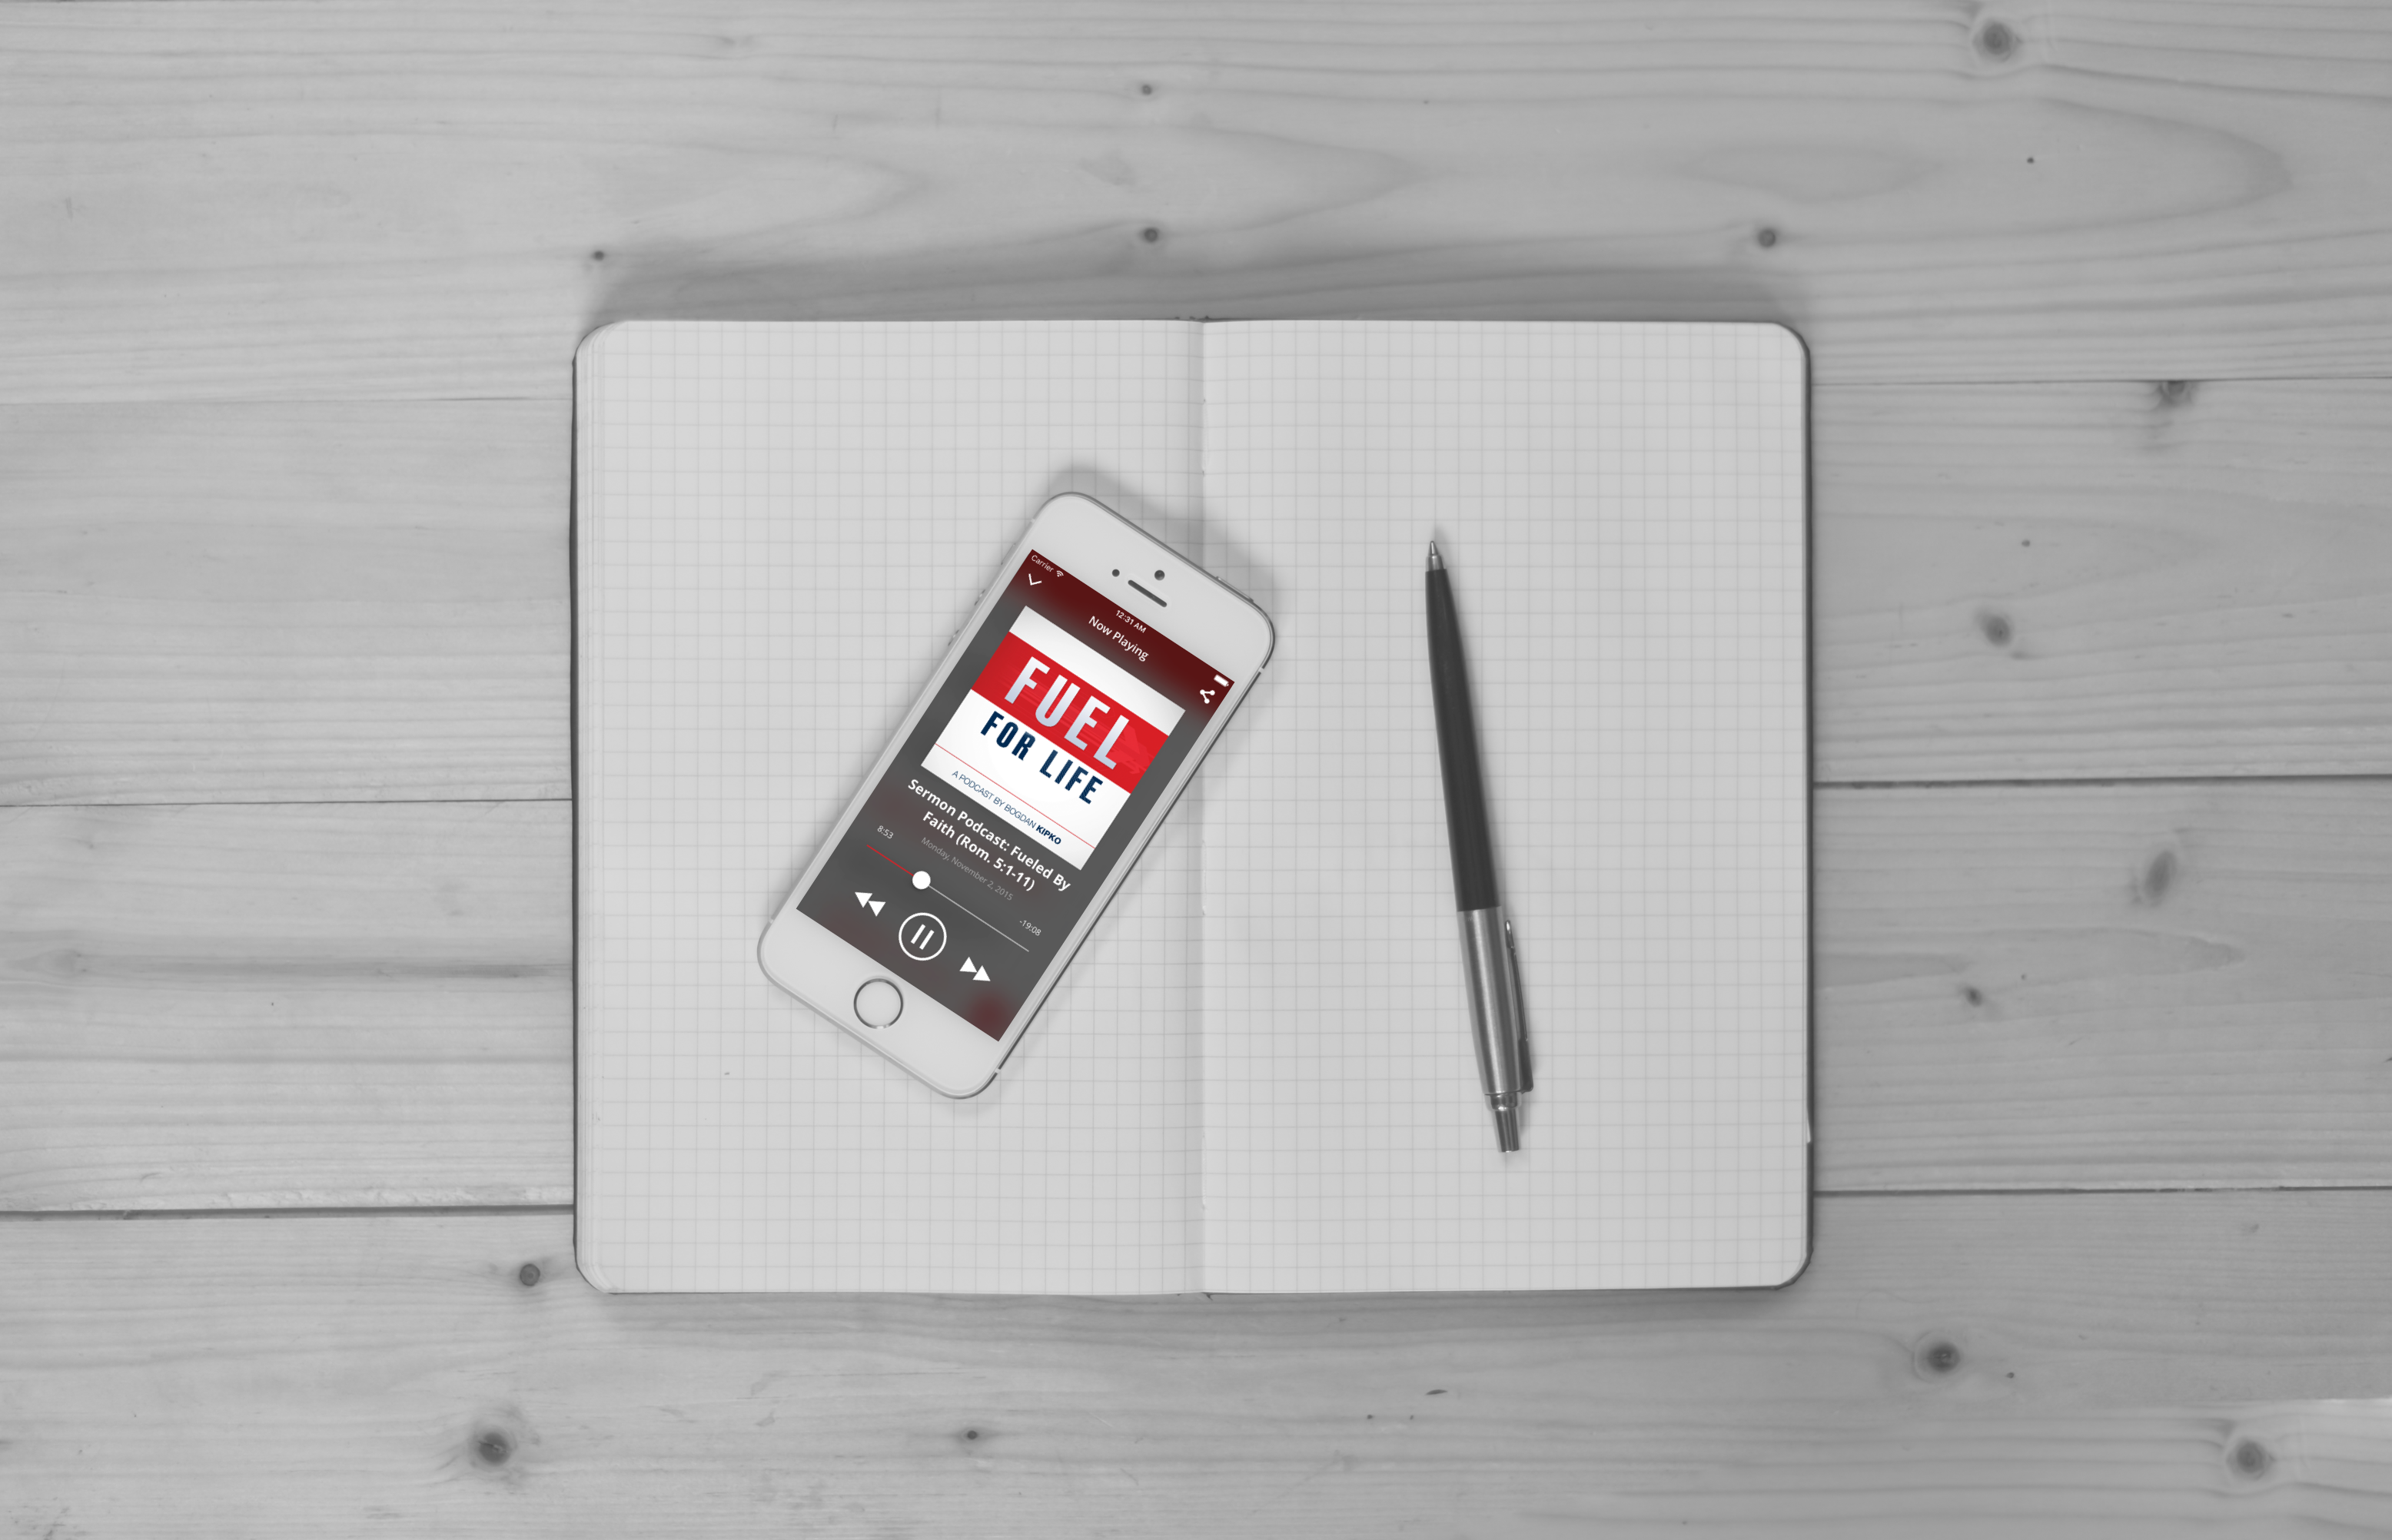 Carrier
12:31 AM
Now Playing
FUEL
FOR LIFE
A PODCAST BY BOGDAN KIPKO
Sermon Podcast: Fueled By
Faith (Rom. 5:1-11)
Monday, November 2, 2015
8:53
-19:08